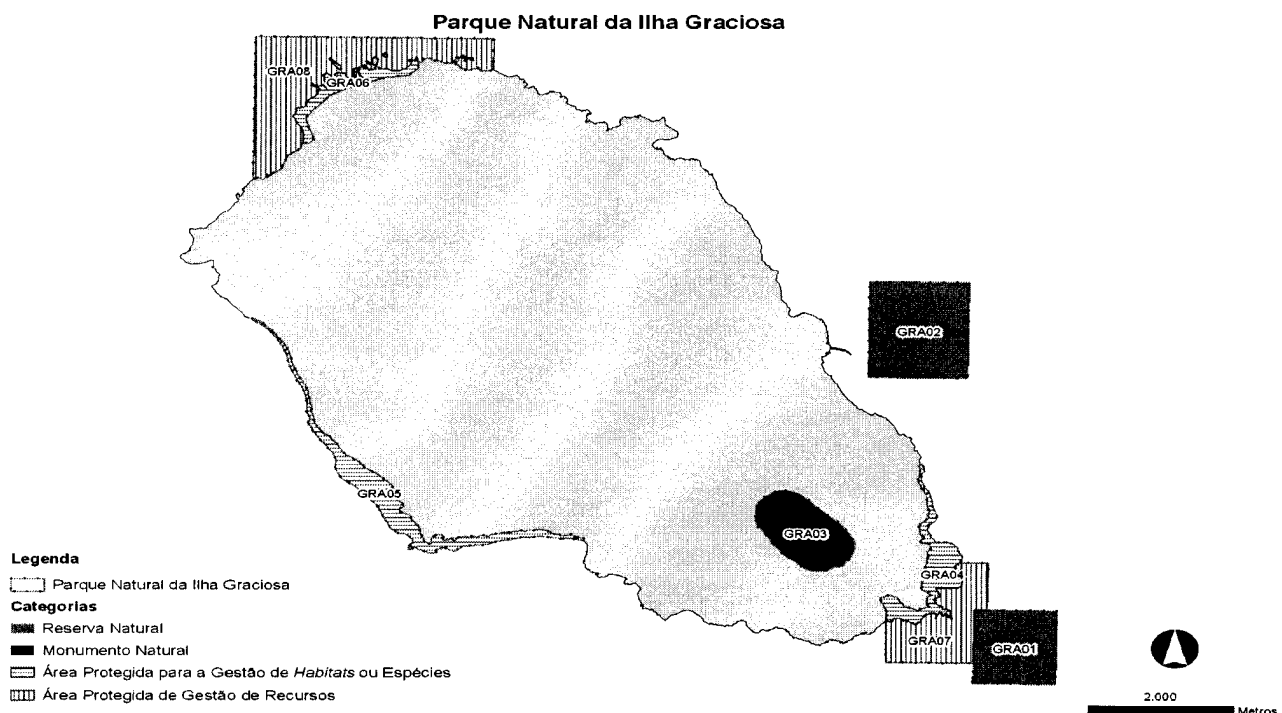 Parque Natural da Ilha Graciosa
GRA08
GRA06
GRA02
GRA05
GRA03
GRA04
GRA07
GRA01
Legenda
Parque Natural da Ilha Graciosa
Categorias
Reserva Natural
Monumento Natural
Área Protegida para a Gestão de Habitats ou Espécies
Área Protegida de Gestão de Recursos
2.000
Metros